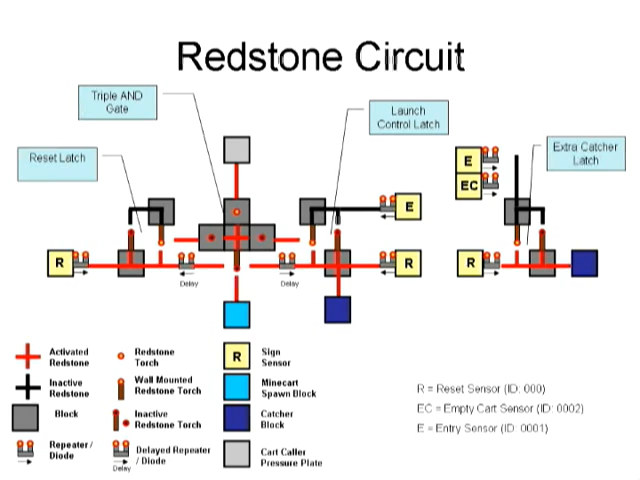 Redstone Circuit
Triple AND
Gate
Launch
Control Latch
Reset Latch
Extra Catcher
Latch
E
EC
E
R
R
R
Delay
Delay
Activated
Redstone
Redstone
Torch
R
Sign
Sensor
Inactive
Redstone
Wall Mounted
Redstone Torch
Minecart
Spawn Block
Block
Inactive
Redstone Torch
Catcher
Block
Repeater /
Diode
Delay
Delayed Repeater
/ Diode
Cart Caller
Pressure Plate
R = Reset Sensor (ID: 000)
EC = Empty Cart Sensor (ID: 0002)
E = Entry Sensor (ID: 0001)